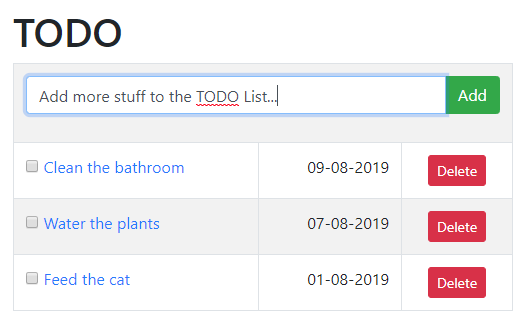 TODO
Add more stuff to the TODO List... Add
Clean the bathroom 09-08-2019 Delete
Water the plants 07-08-2019 Delete
Feed the cat 01-08-2019 Delete